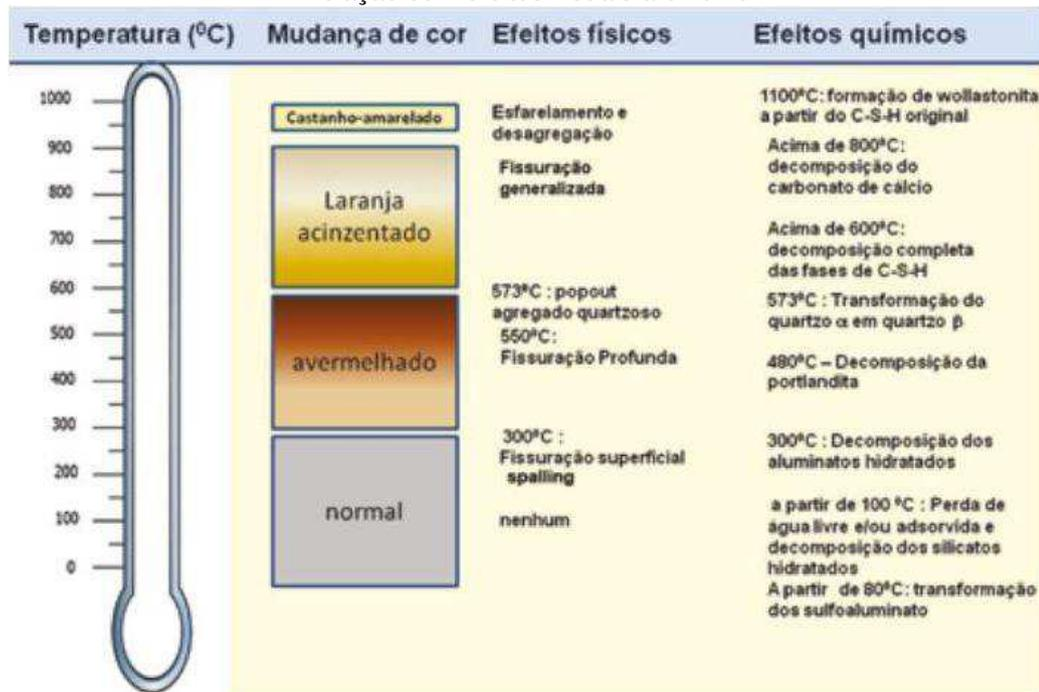 Temperatura (⁰C)
Mudança de cor
Efeitos físicos
Efeitos químicos
1000
900
800
700
600
500
400
300
200
100
0
Castanho-amarelado
Laranja
acinzentado
avermelhado
normal
Esfarelamento e
desagregação
Fissuração
generalizada
573ºC : popout
agregado quartzoso
550ºC:
Fissuração Profunda
300ºC :
Fissuração superficial
spalling
nenhum
1100ºC: formação de wollastonita
a partir do C-S-H original
Acima de 800ºC:
decomposição do
carbonato de cálcio
Acima de 600ºC:
decomposição completa
das fases de C-S-H
573ºC : Transformação do
quartzo α em quartzo β
480ºC – Decomposição da
portlandita
300ºC : Decomposição dos
aluminatos hidratados
a partir de 100 ºC : Perda de
água livre e/ou adsorvida e
decomposição dos silicatos
hidratados
A partir de 80ºC: transformação
dos sulfoaluminato